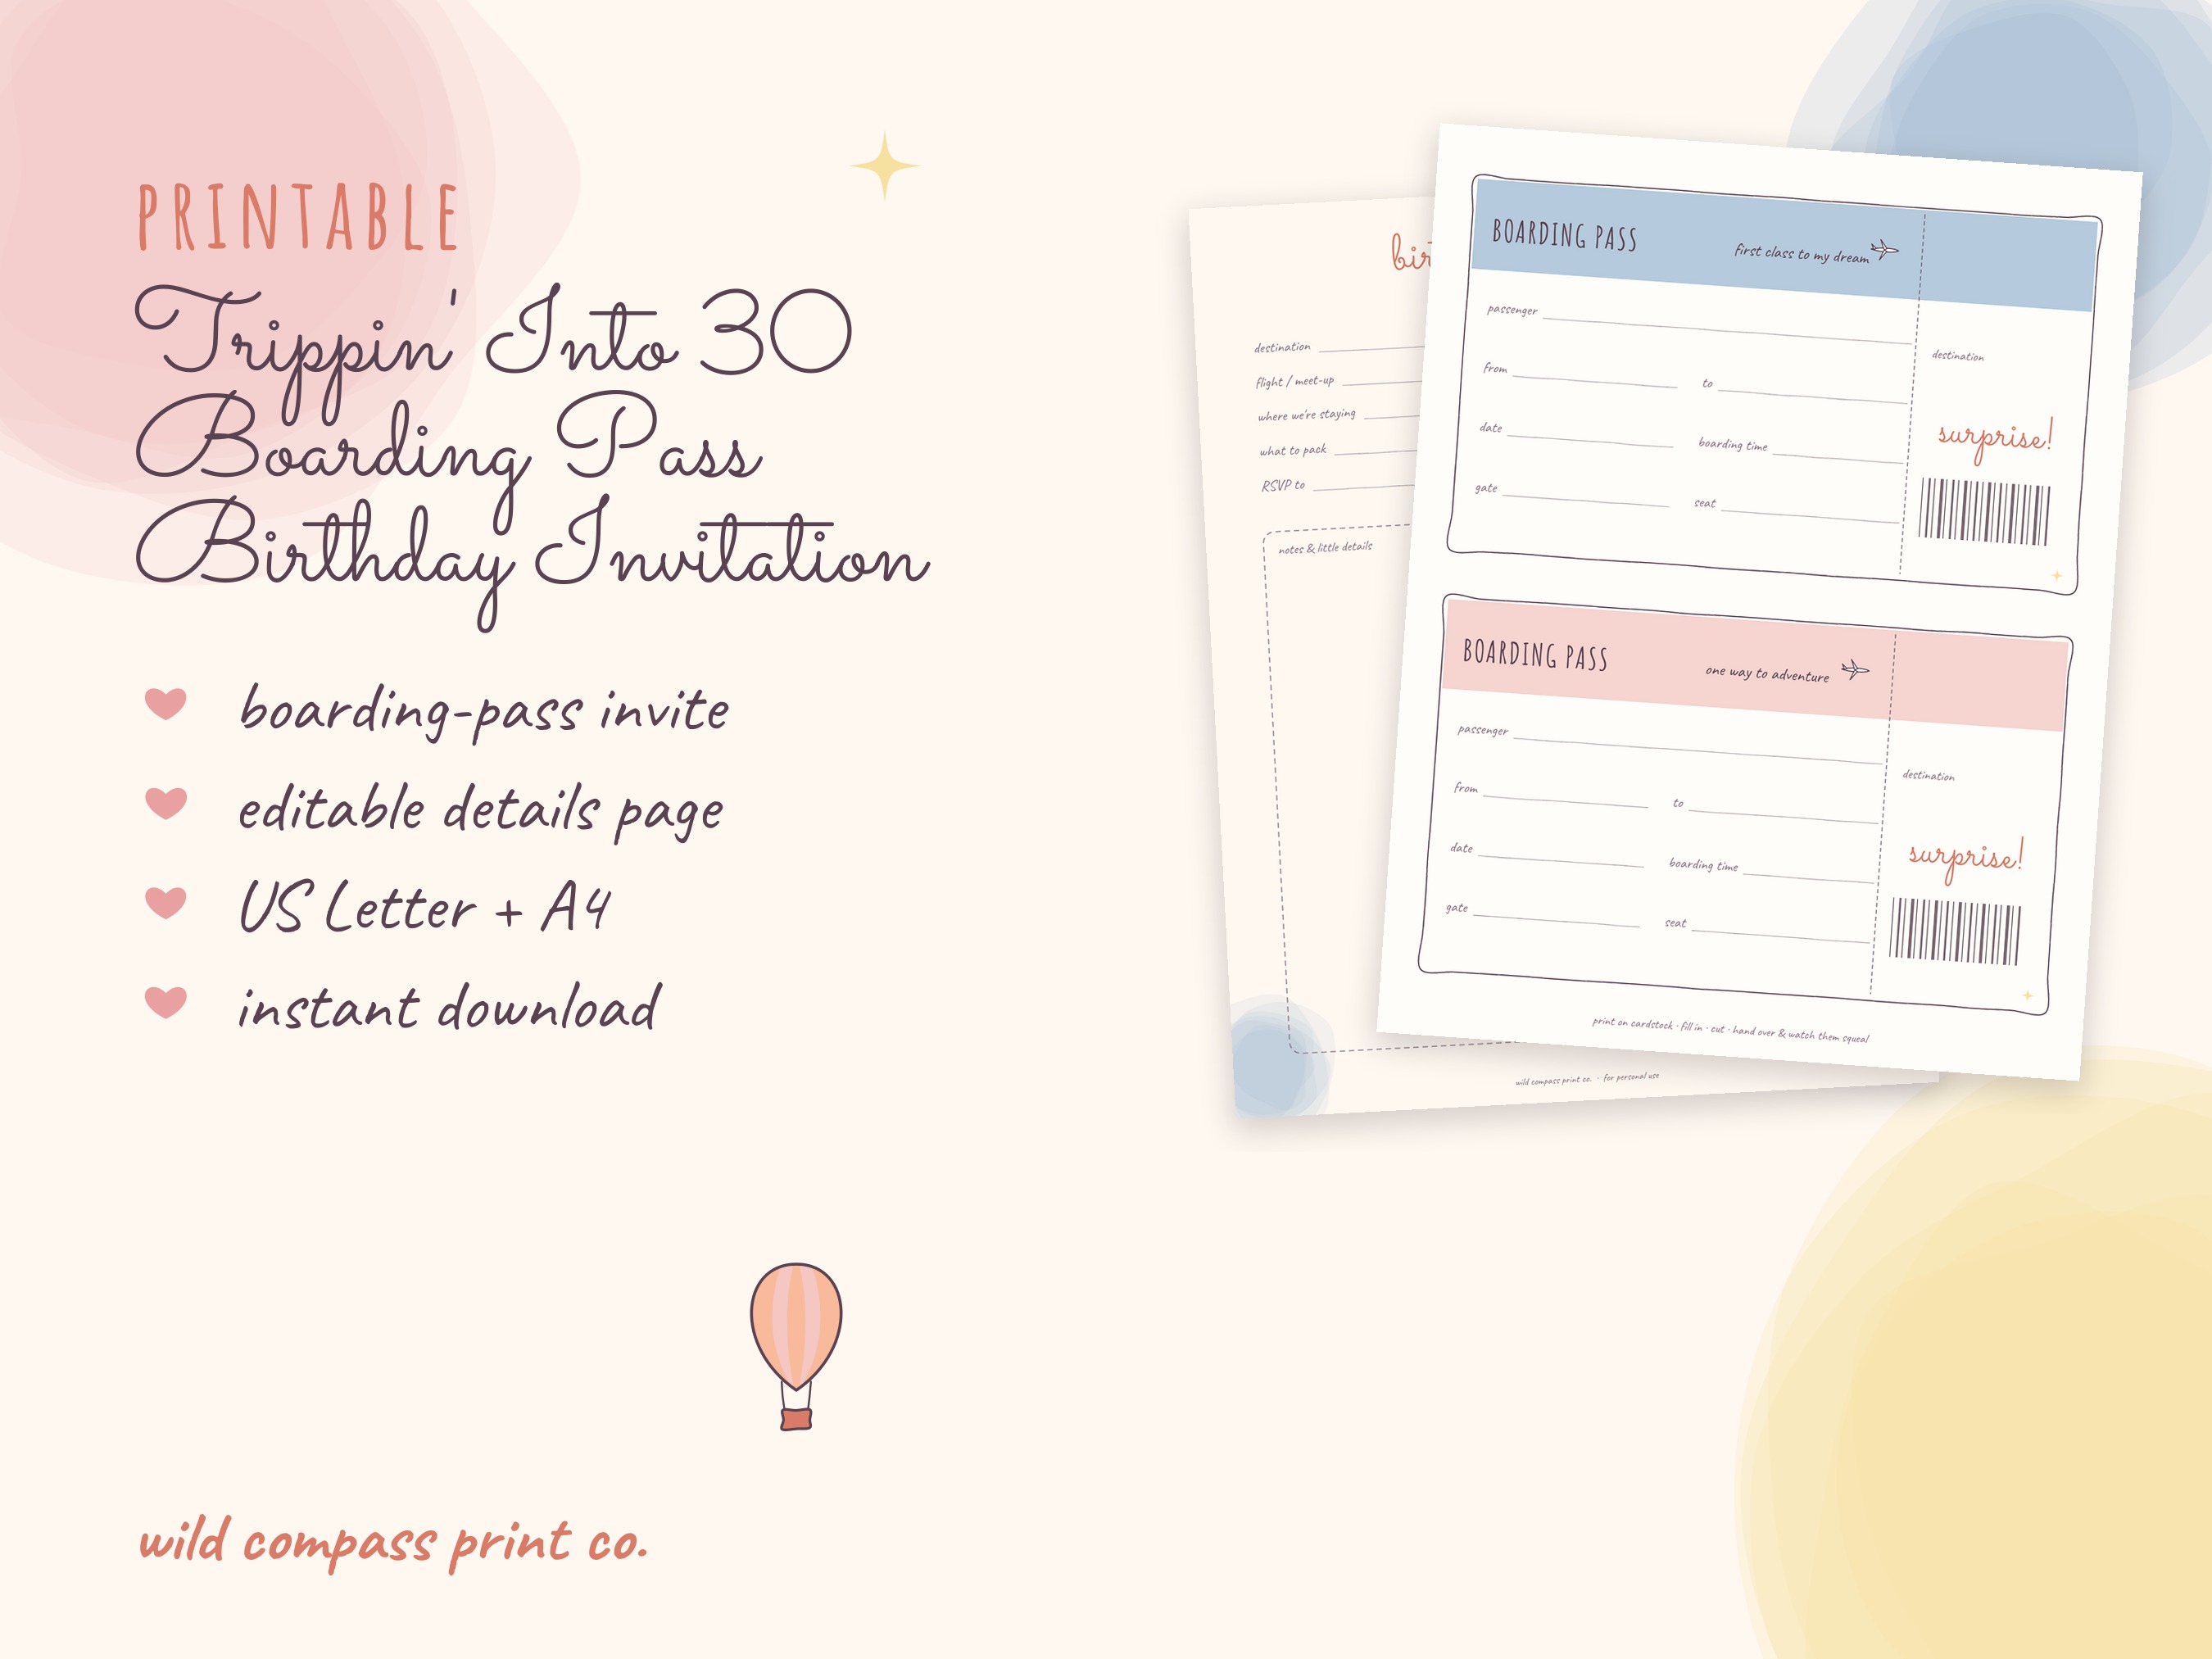 PRINTABLE
Trippin' Into 30
Boarding Pass
Birthday Invitation
boarding-pass invite
editable details page
US Letter + A4
instant download
wild compass print co.
destination
flight / meet-up
where we're staying
what to pack
RSVP to
notes & little details
wild compass print co. · for personal use
BOARDING PASS
first class to my dream
passenger
from
to
date
boarding time
gate
seat
destination
surprise!
BOARDING PASS
one way to adventure
passenger
from
to
date
boarding time
gate
seat
destination
surprise!
print on cardstock · fill in · cut · hand over & watch them squeal